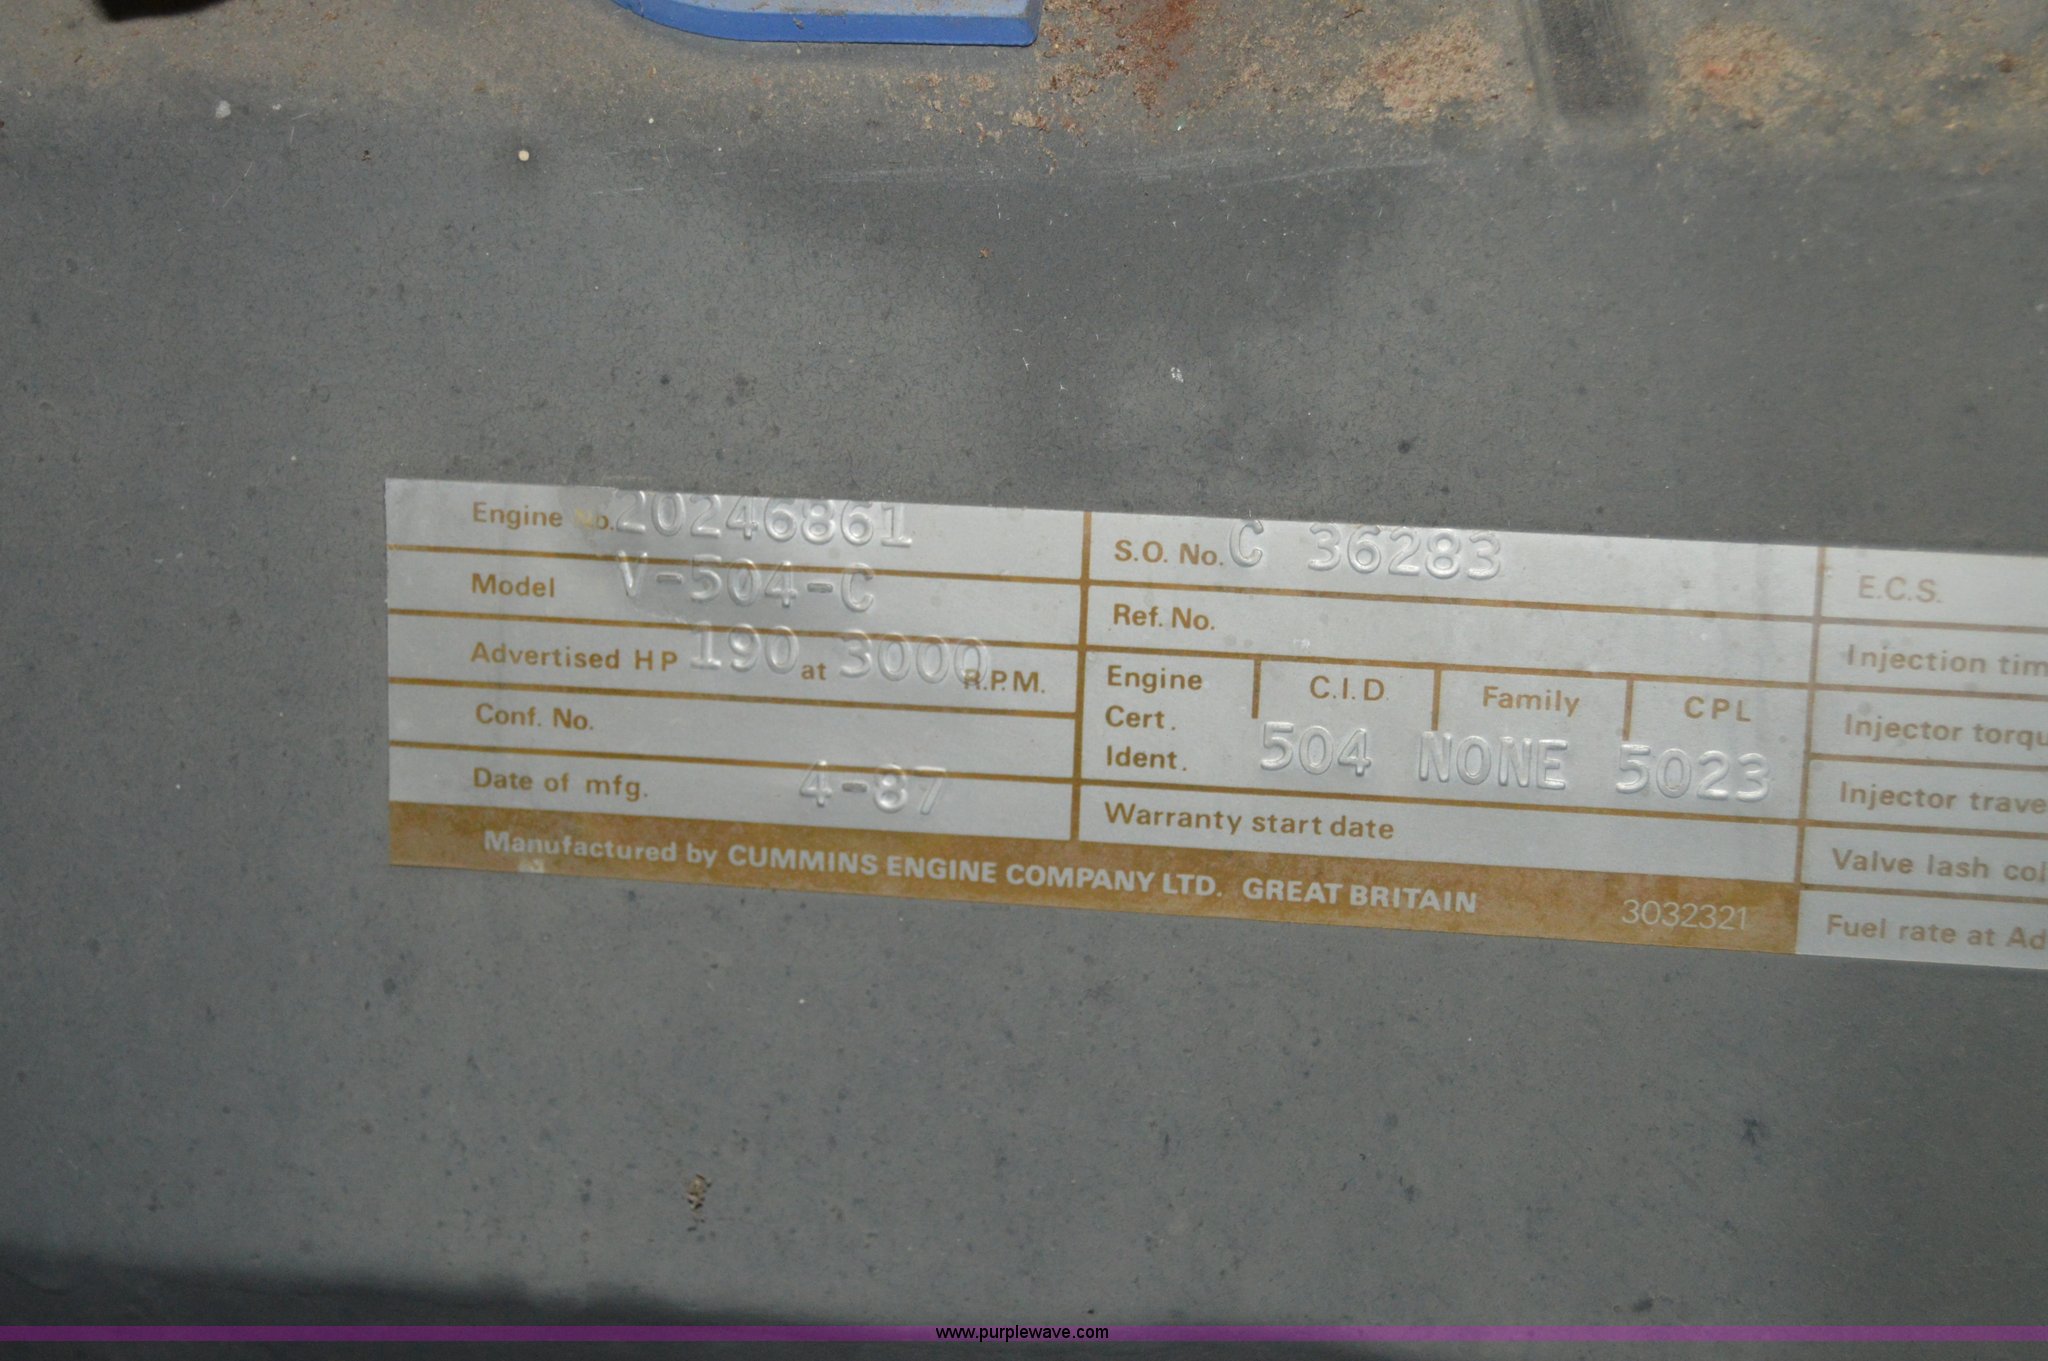 Engine No. 20246861
Model V-504-C
Advertised HP 190 at 3000 R.P.M.
Conf. No.
Date of mfg. 4-87
S.O. No. C 36283
Ref. No.
Engine Cert. Ident.
C.I.D. Family CPL
504 NONE 5023
Warranty start date
Manufactured by CUMMINS ENGINE COMPANY LTD. GREAT BRITAIN 3032321
E.C.S.
Injection tim
Injector torqu
Injector trave
Valve lash col
Fuel rate at Ad
www.purplewave.com